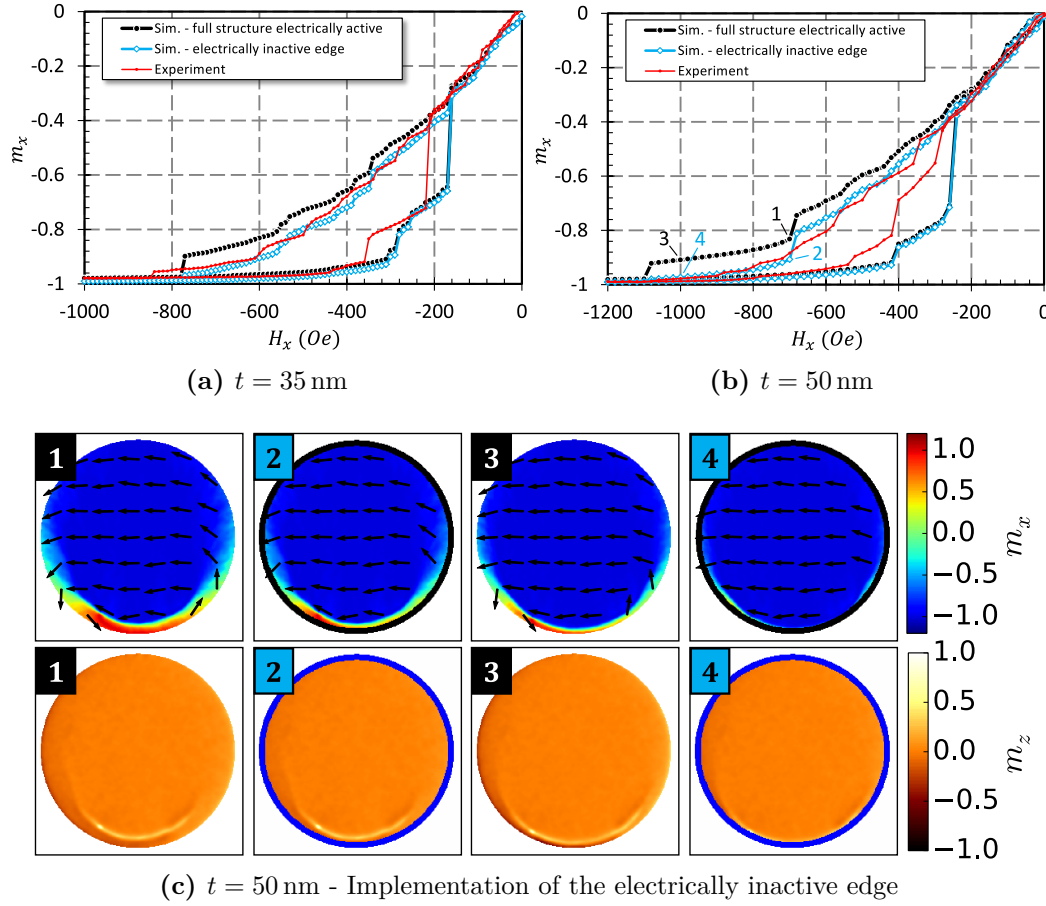 Sim. - full structure electrically active
Sim. - electrically inactive edge
Experiment
0
-0.2
-0.4
-0.6
-0.8
-1
m_x
-1000 -800 -600 -400 -200 0
H_x (Oe)
(a) t = 35 nm
Sim. - full structure electrically active
Sim. - electrically inactive edge
Experiment
0
-0.2
-0.4
-0.6
-0.8
-1
m_x
1
2
3
4
-1200 -1000 -800 -600 -400 -200 0
H_x (Oe)
(b) t = 50 nm
1 2 3 4
1.0
0.5
0.0
−0.5
−1.0
m_x
1 2 3 4
1.0
0.5
0.0
−0.5
−1.0
m_z
(c) t = 50 nm - Implementation of the electrically inactive edge